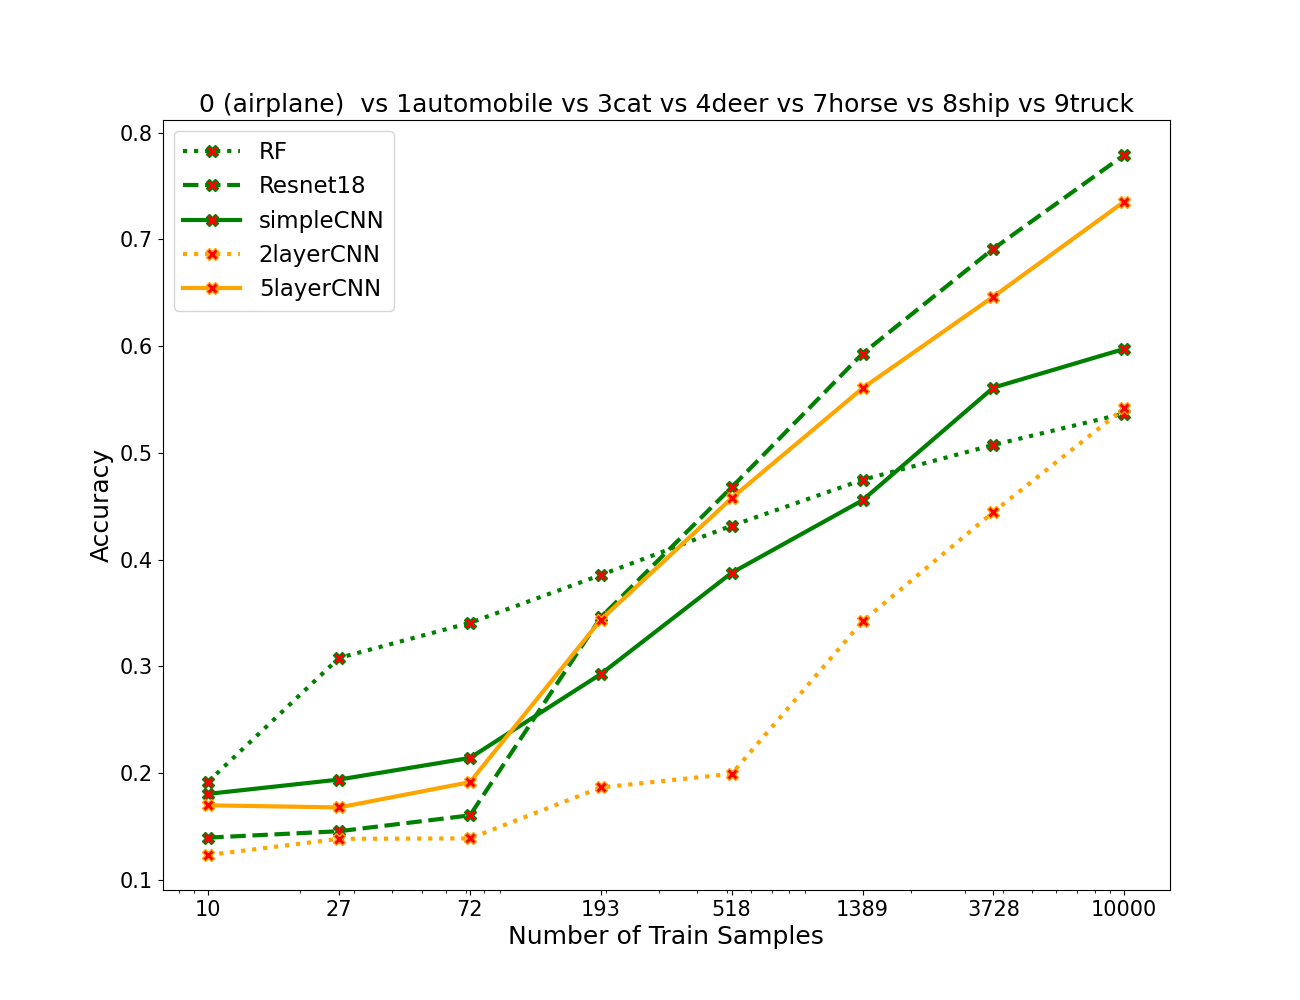 0 (airplane)  vs 1automobile vs 3cat vs 4deer vs 7horse vs 8ship vs 9truck
RF
Resnet18
simpleCNN
2layerCNN
5layerCNN
0.8
0.7
0.6
0.5
0.4
0.3
0.2
0.1
Accuracy
10 27 72 193 518 1389 3728 10000
Number of Train Samples